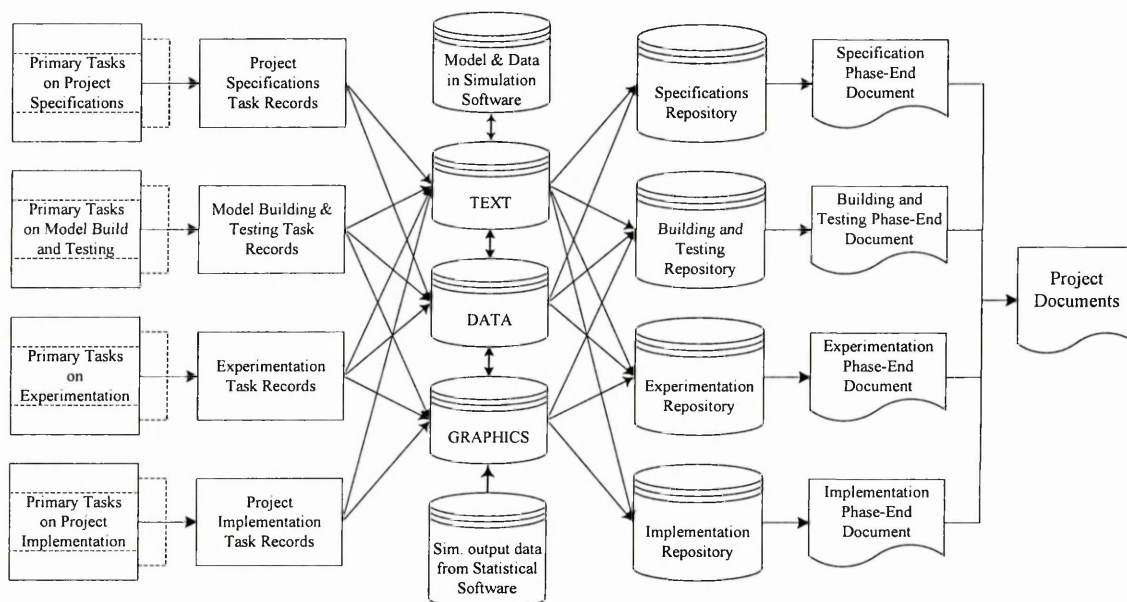 Primary Tasks
on Project
Specifications
Project
Specifications
Task Records
Model & Data
in Simulation
Software
Specifications
Repository
Specification
Phase-End
Document
Primary Tasks
on Model Build
and Testing
Model Building &
Testing Task
Records
TEXT
Building and
Testing
Repository
Building and
Testing Phase-End
Document
DATA
Project
Documents
Primary Tasks
on
Experimentation
Experimentation
Task Records
GRAPHICS
Experimentation
Repository
Experimentation
Phase-End
Document
Primary Tasks
on Project
Implementation
Project
Implementation
Task Records
Sim. output data
from Statistical
Software
Implementation
Repository
Implementation
Phase-End
Document